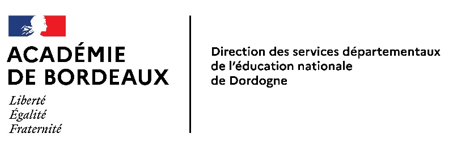 ACADÉMIE
DE BORDEAUX
Liberté
Égalité
Fraternité
Direction des services départementaux
de l'éducation nationale
de Dordogne